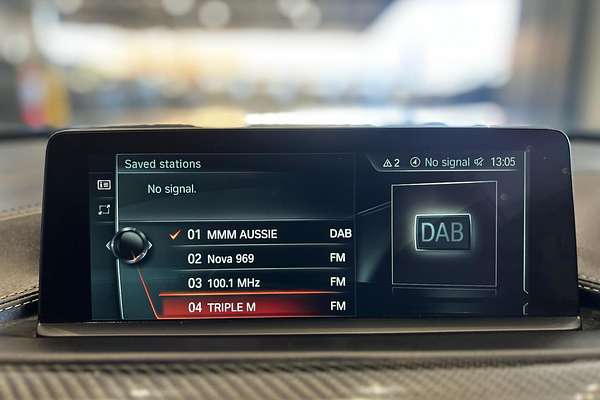 Saved stations
2 No signal 13:05
No signal.
01 MMM AUSSIE DAB
02 Nova 969 FM
03 100.1 MHz FM
04 TRIPLE M FM
DAB